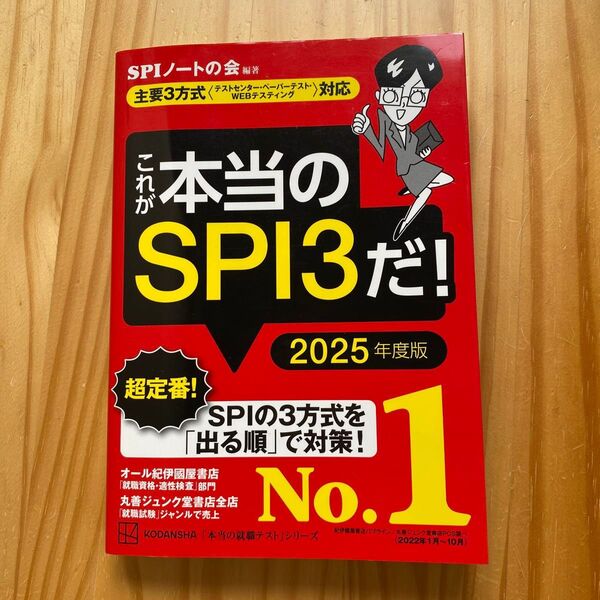 SPIノートの会 編著
主要3方式〈テストセンター・ペーパーテスト・WEBテスティング〉対応
これが
本当の
SPI3だ!
2025年度版
超定番!
SPIの3方式を
「出る順」で対策!
オール紀伊國屋書店
「就職資格・適性検査」部門
丸善ジュンク堂書店全店
「就職試験」ジャンルで売上
No.1
(2022年1月〜10月)
KODANSHA 「本当の就職テスト」シリーズ